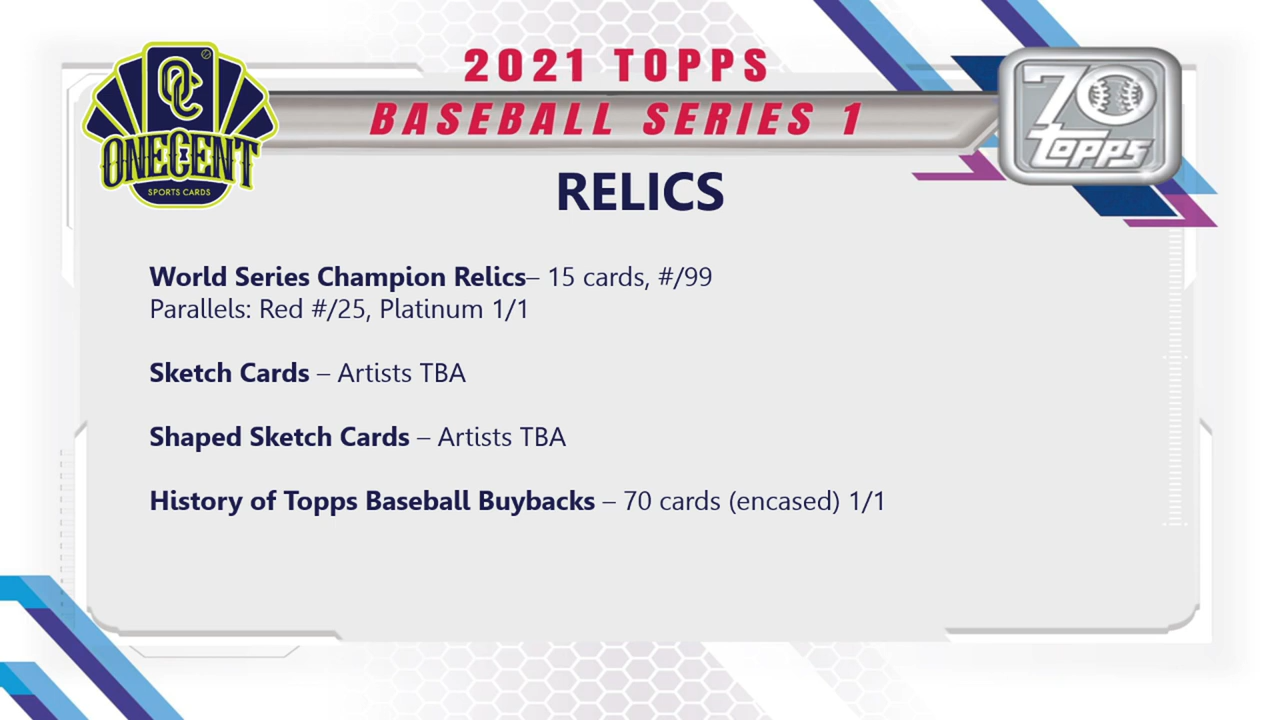 2021 TOPPS
BASEBALL SERIES 1
OC
ONECENT
SPORTS CARDS
70
topps
RELICS
World Series Champion Relics– 15 cards, #/99
Parallels: Red #/25, Platinum 1/1
Sketch Cards – Artists TBA
Shaped Sketch Cards – Artists TBA
History of Topps Baseball Buybacks – 70 cards (encased) 1/1